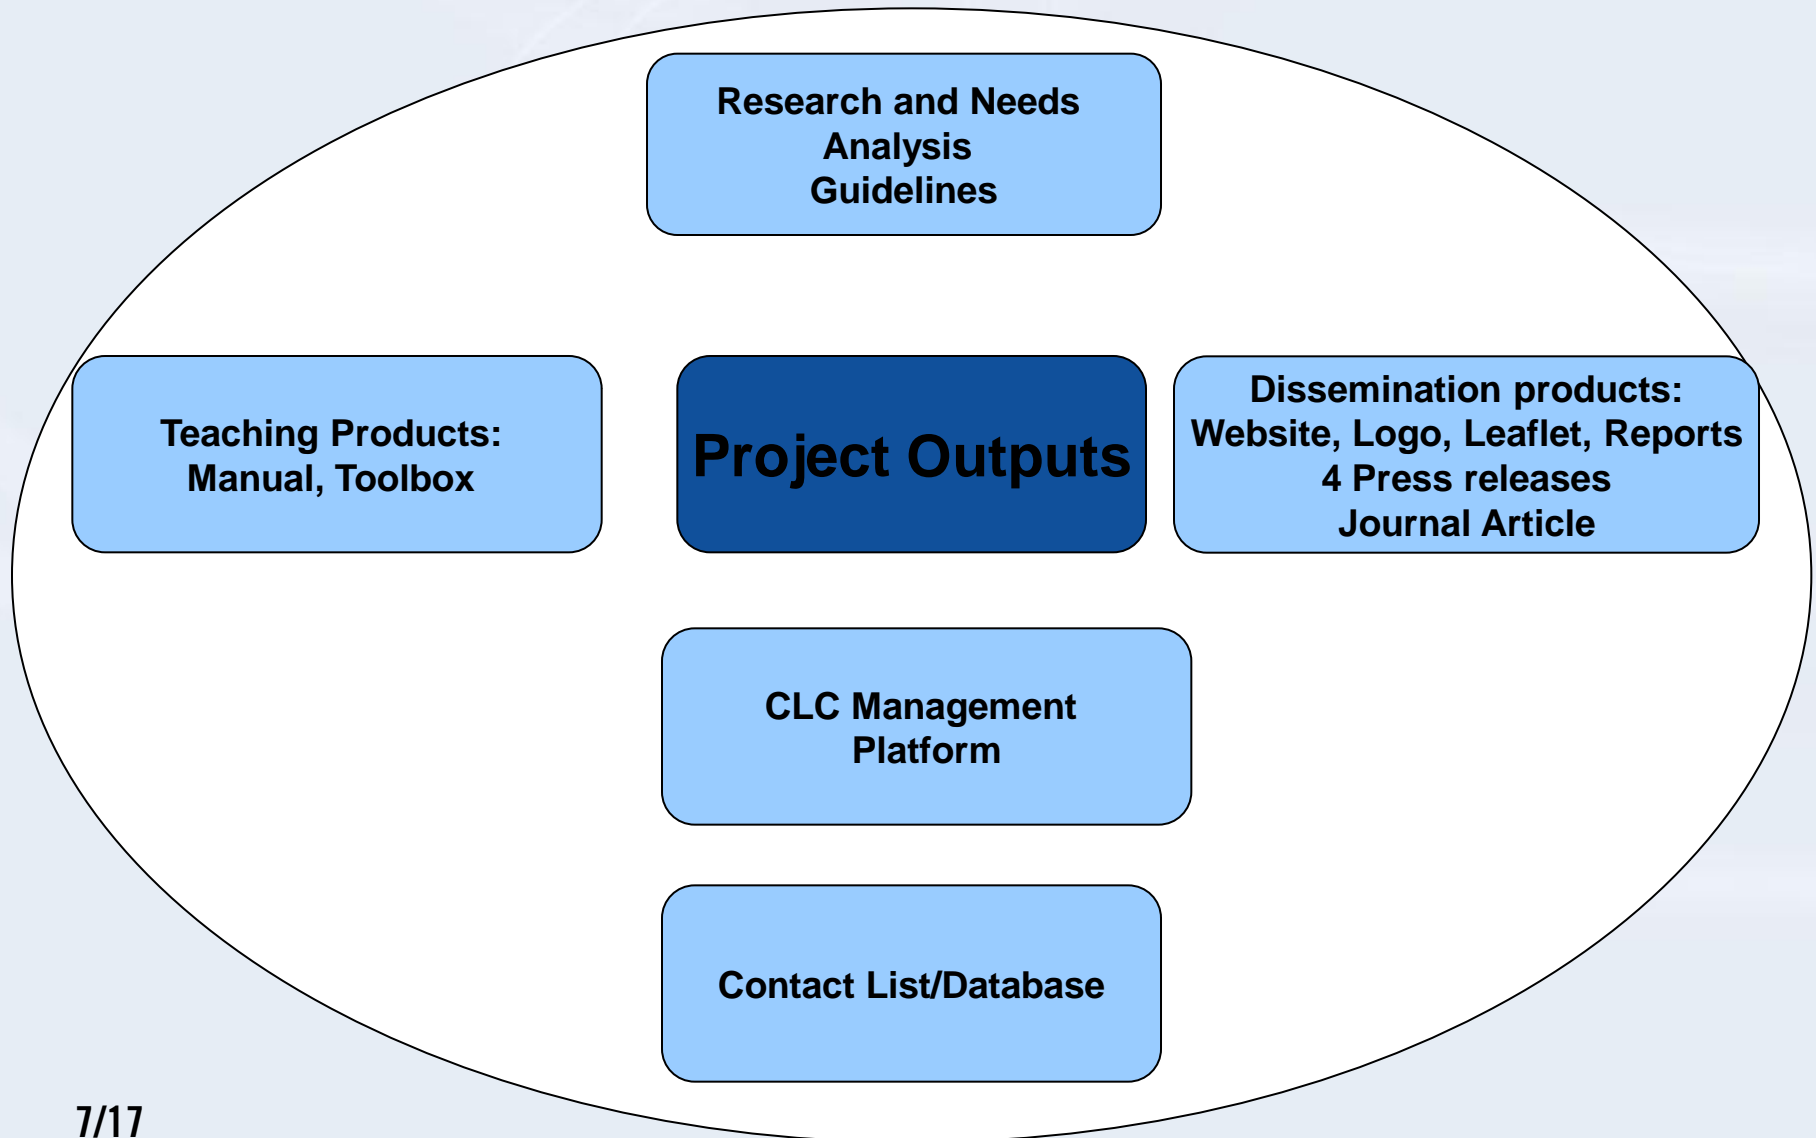 Research and Needs
Analysis
Guidelines
Teaching Products:
Manual, Toolbox
Project Outputs
Dissemination products:
Website, Logo, Leaflet, Reports
4 Press releases
Journal Article
CLC Management
Platform
Contact List/Database
7/17